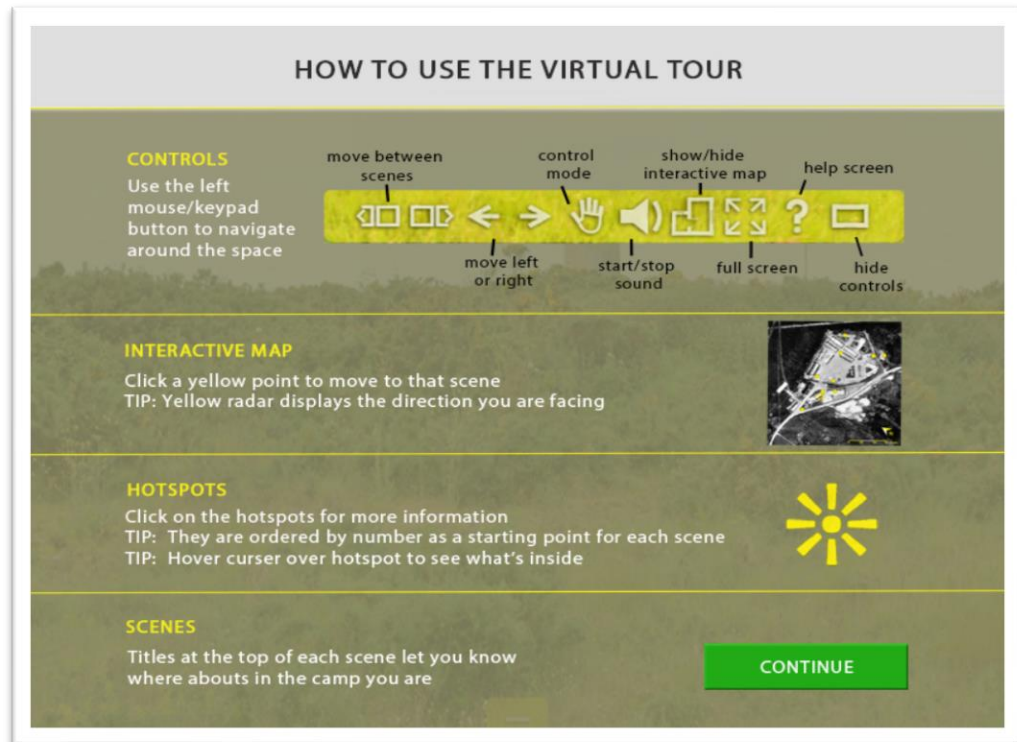 HOW TO USE THE VIRTUAL TOUR
CONTROLS
Use the left
mouse/keypad
button to navigate
around the space
move between
scenes
control
mode
show/hide
interactive map
help screen
move left
or right
start/stop
sound
full screen
hide
controls
INTERACTIVE MAP
Click a yellow point to move to that scene
TIP: Yellow radar displays the direction you are facing
HOTSPOTS
Click on the hotspots for more information
TIP: They are ordered by number as a starting point for each scene
TIP: Hover curser over hotspot to see what's inside
SCENES
Titles at the top of each scene let you know
where abouts in the camp you are
CONTINUE